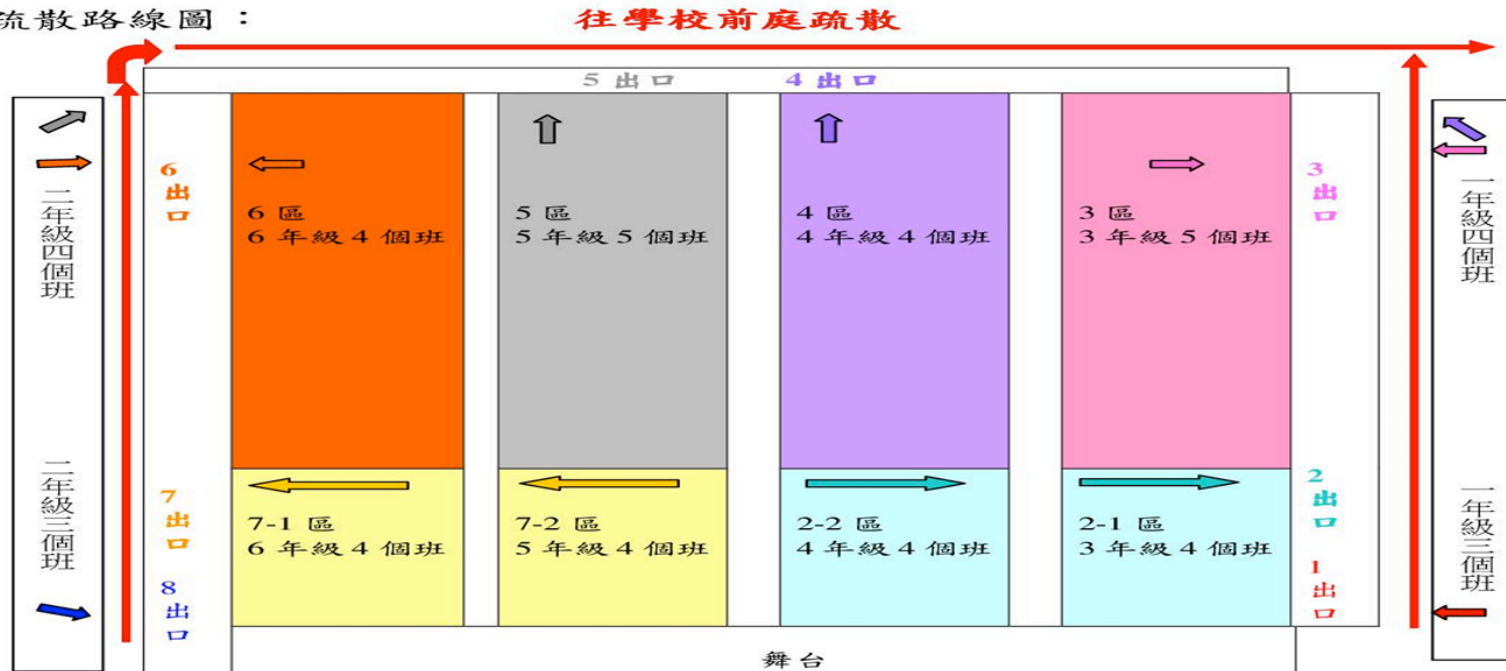 疏散路線圖：
往學校前庭疏散
5 出口
4 出口
二年級四個班
6 出口
6 區
6 年級 4 個班
5 區
5 年級 5 個班
4 區
4 年級 4 個班
3 區
3 年級 5 個班
3 出口
一年級四個班
二年級三個班
7 出口
8 出口
7-1 區
6 年級 4 個班
7-2 區
5 年級 4 個班
2-2 區
4 年級 4 個班
2-1 區
3 年級 4 個班
2 出口
1 出口
一年級三個班
舞台